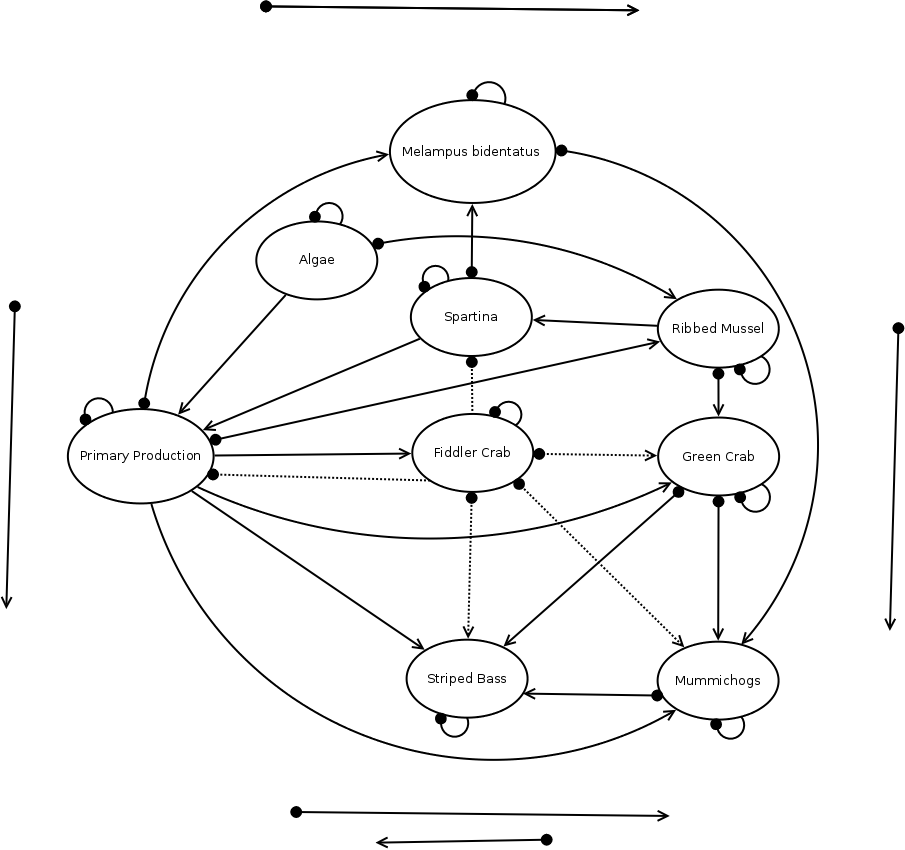 Melampus bidentatus
Algae
Spartina
Ribbed Mussel
Primary Production
Fiddler Crab
Green Crab
Striped Bass
Mummichogs